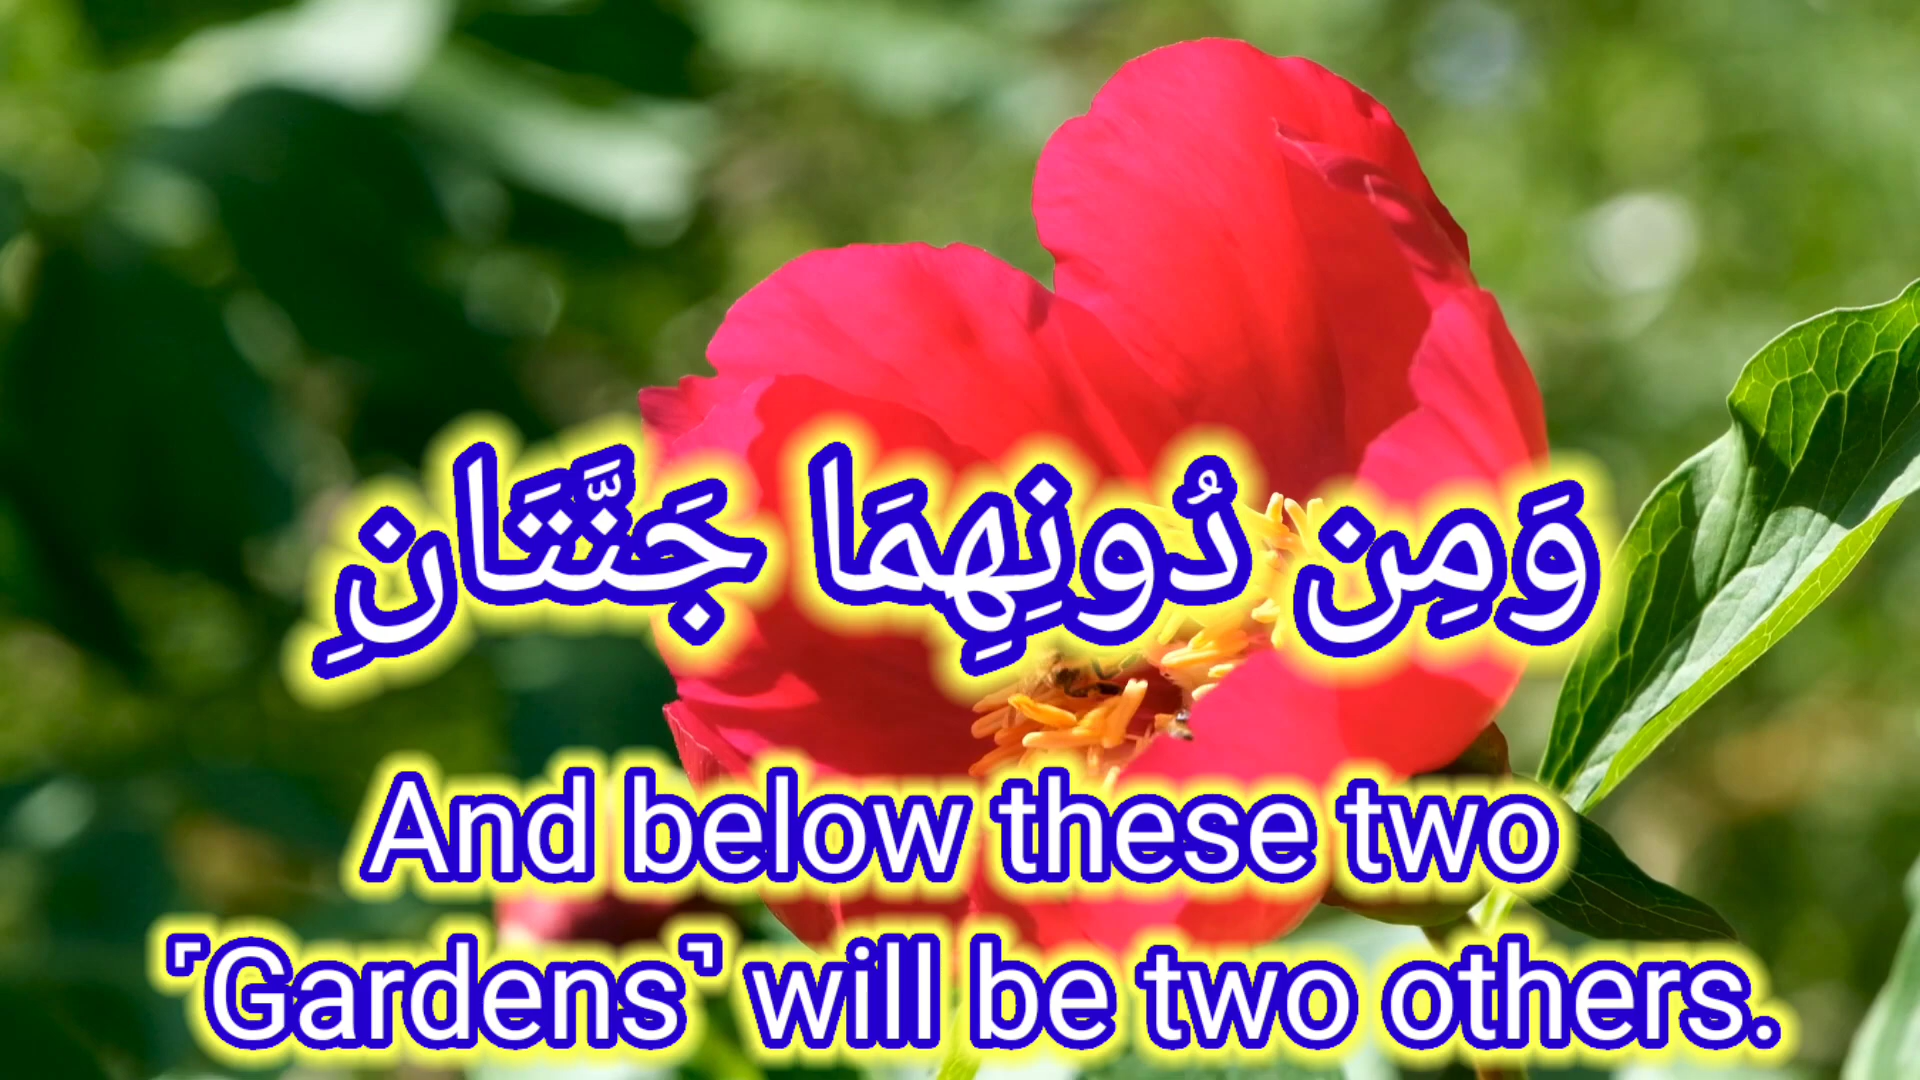 وَمِن دُونِهِمَا جَنَّتَانِ
And below these two
˹Gardens˺ will be two others.